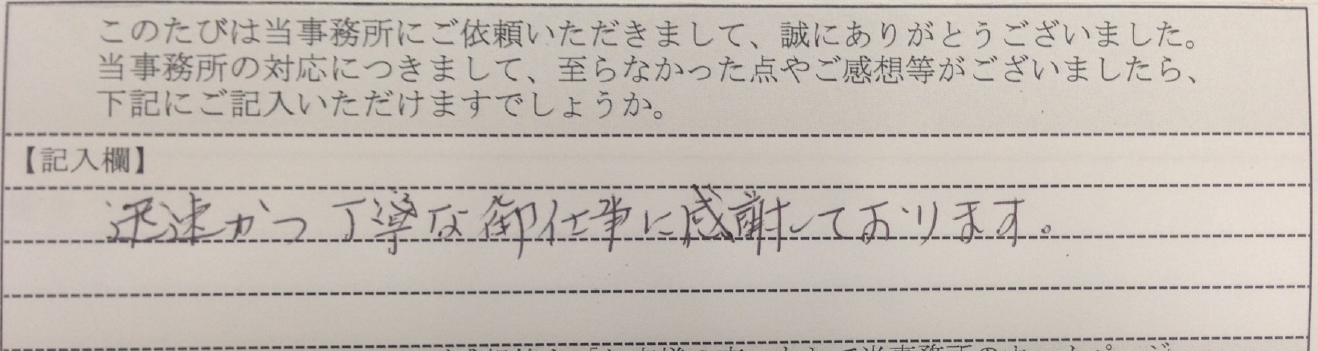 このたびは当事務所にご依頼いただきまして、誠にありがとうございました。
当事務所の対応につきまして、至らなかった点やご感想等がございましたら、
下記にご記入いただけますでしょうか。
【記入欄】
迅速かつ丁寧な御仕事に感謝しております。